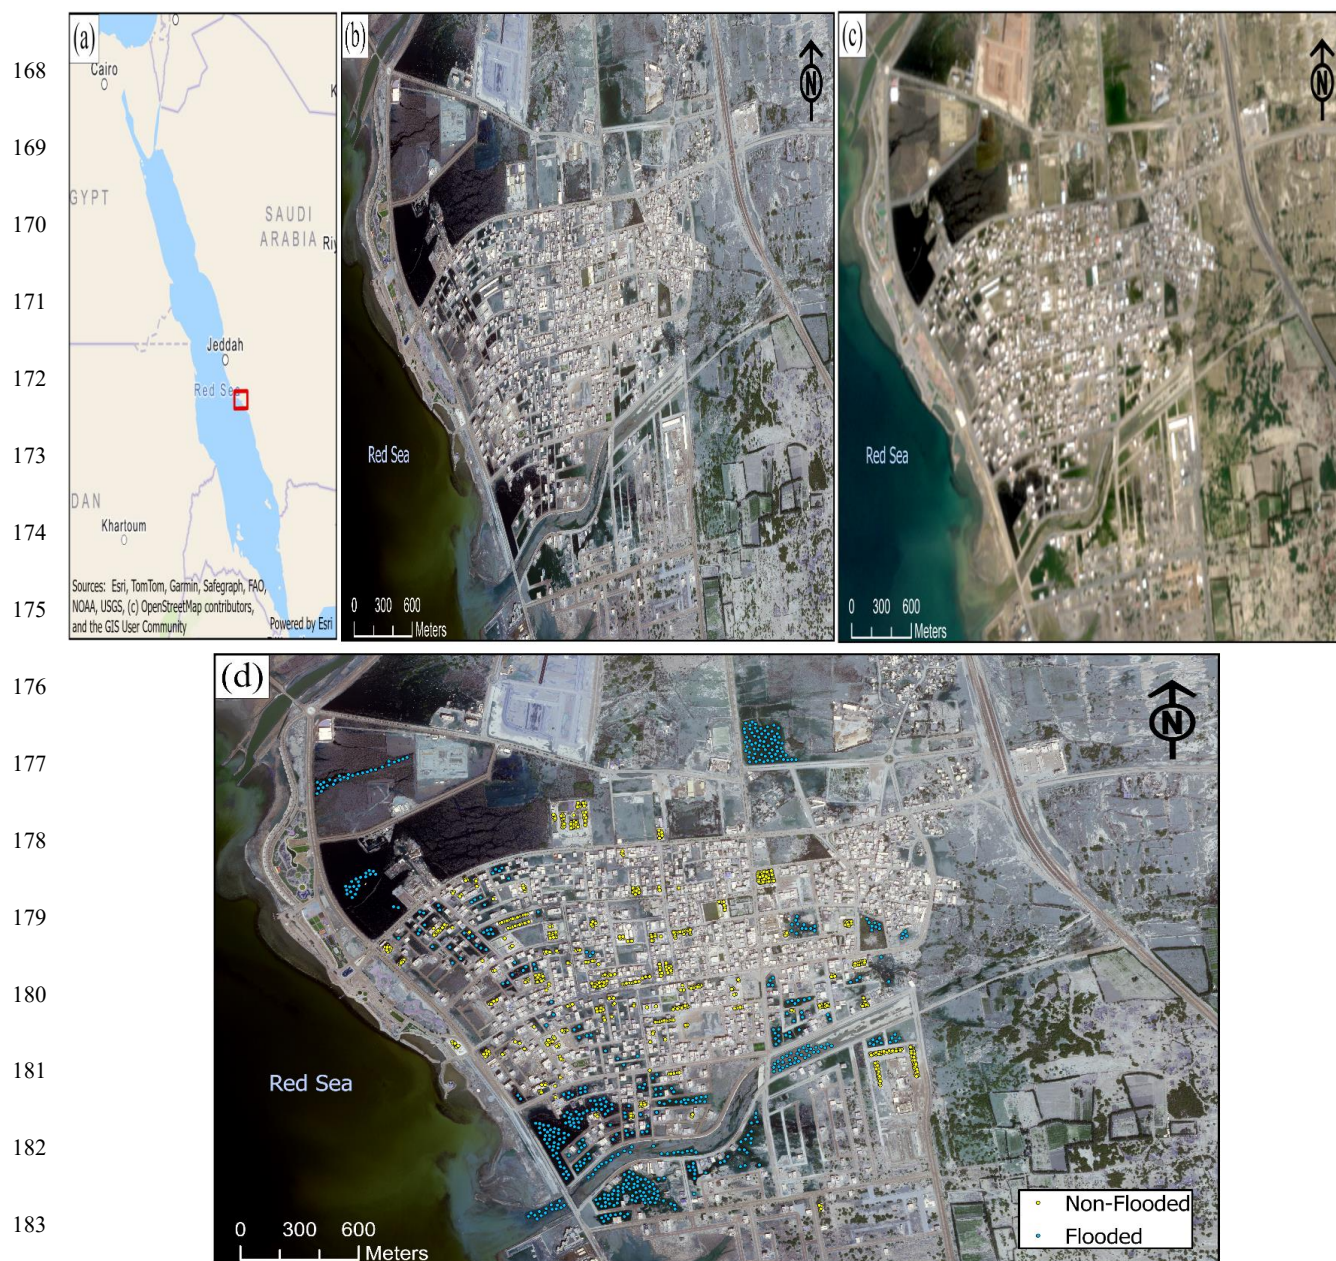 168
169
170
171
172
173
174
175
176
177
178
179
180
181
182
183
(a)
Cairo
GYPT
SAUDI
ARABIA
Riy
Jeddah
Red Sea
DAN
Khartoum
Sources: Esri, TomTom, Garmin, Safegraph, FAO,
NOAA, USGS, (c) OpenStreetMap contributors,
and the GIS User Community
Powered by Esri
(b)
N
Red Sea
0 300 600
Meters
(c)
N
Red Sea
0 300 600
Meters
(d)
N
Red Sea
0 300 600
Meters
Non-Flooded
Flooded